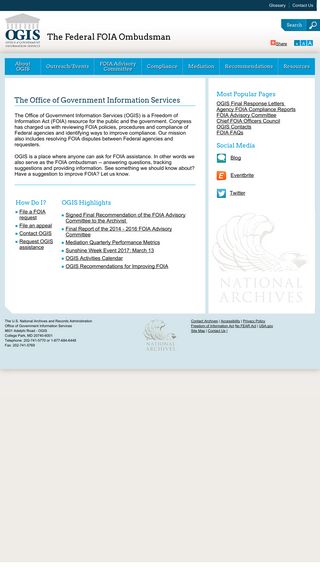 Glossary Contact Us
OGIS
OFFICE of GOVERNMENT
INFORMATION SERVICES
The Federal FOIA Ombudsman
Search
Share
A A A
About OGIS
Outreach/Events
FOIA Advisory Committee
Compliance
Mediation
Recommendations
Resources
The Office of Government Information Services
The Office of Government Information Services (OGIS) is a Freedom of
Information Act (FOIA) resource for the public and the government. Congress
has charged us with reviewing FOIA policies, procedures and compliance of
Federal agencies and identifying ways to improve compliance. Our mission
also includes resolving FOIA disputes between Federal agencies and
requesters.
OGIS is a place where anyone can ask for FOIA assistance. In other words we
also serve as the FOIA ombudsman -- answering questions, tracking
suggestions and providing information. See something we should know about?
Have a suggestion to improve FOIA? Let us know.
How Do I?
File a FOIA
request
File an appeal
Contact OGIS
Request OGIS
assistance
OGIS Highlights
Signed Final Recommendation of the FOIA Advisory
Committee to the Archivist
Final Report of the 2014 - 2016 FOIA Advisory
Committee
Mediation Quarterly Performance Metrics
Sunshine Week Event 2017: March 13
OGIS Activities Calendar
OGIS Recommendations for Improving FOIA
Most Popular Pages
OGIS Final Response Letters
Agency FOIA Compliance Reports
FOIA Advisory Committee
Chief FOIA Officers Council
OGIS Contacts
FOIA FAQs
Social Media
Blog
Eventbrite
Twitter
NATIONAL
ARCHIVES
The U.S. National Archives and Records Administration
Office of Government Information Services
8601 Adelphi Road - OGIS
College Park, MD 20740-6001
Telephone: 202-741-5770 or 1-877-684-6448
Fax: 202-741-5769
NATIONAL
ARCHIVES
Contact Archives | Accessibility | Privacy Policy
Freedom of Information Act No FEAR Act | USA.gov
Site Map | Contact Us |